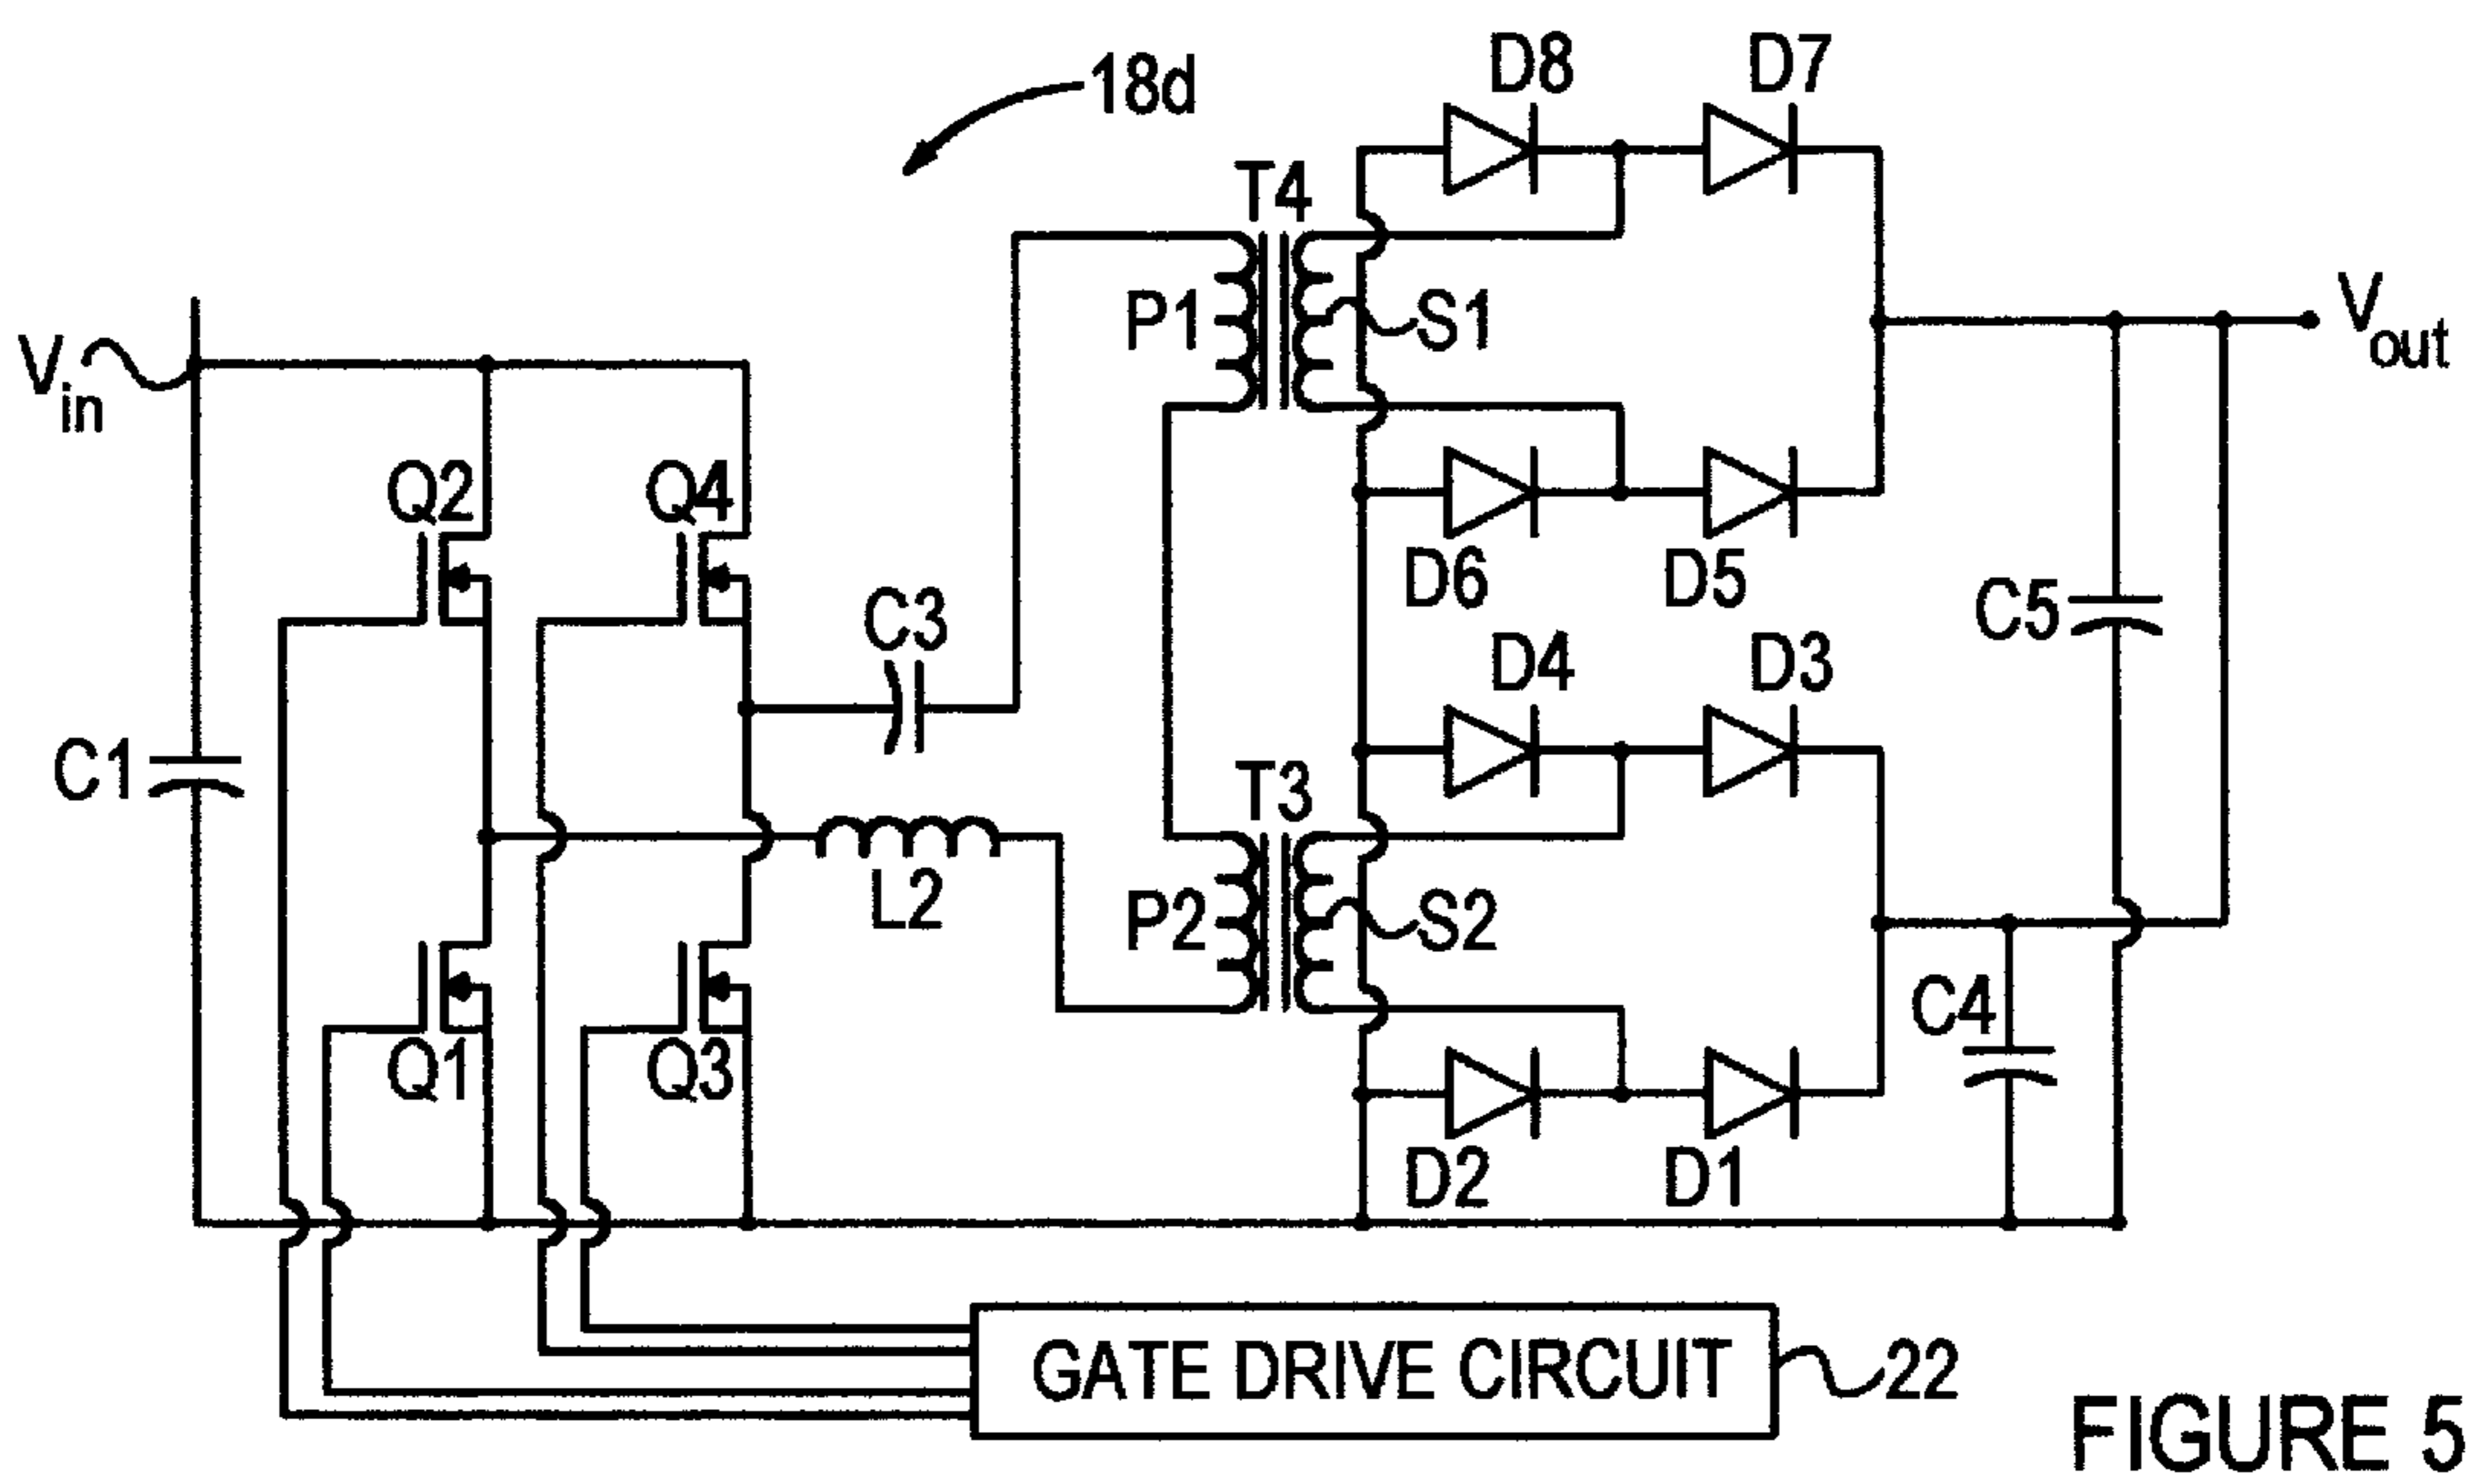 18d
D8
D7
T4
P1
S1
Vin
Vout
Q2
Q4
D6
D5
C3
C5
D4
D3
C1
T3
L2
P2
S2
C4
Q1
Q3
D2
D1
GATE DRIVE CIRCUIT
22
FIGURE 5